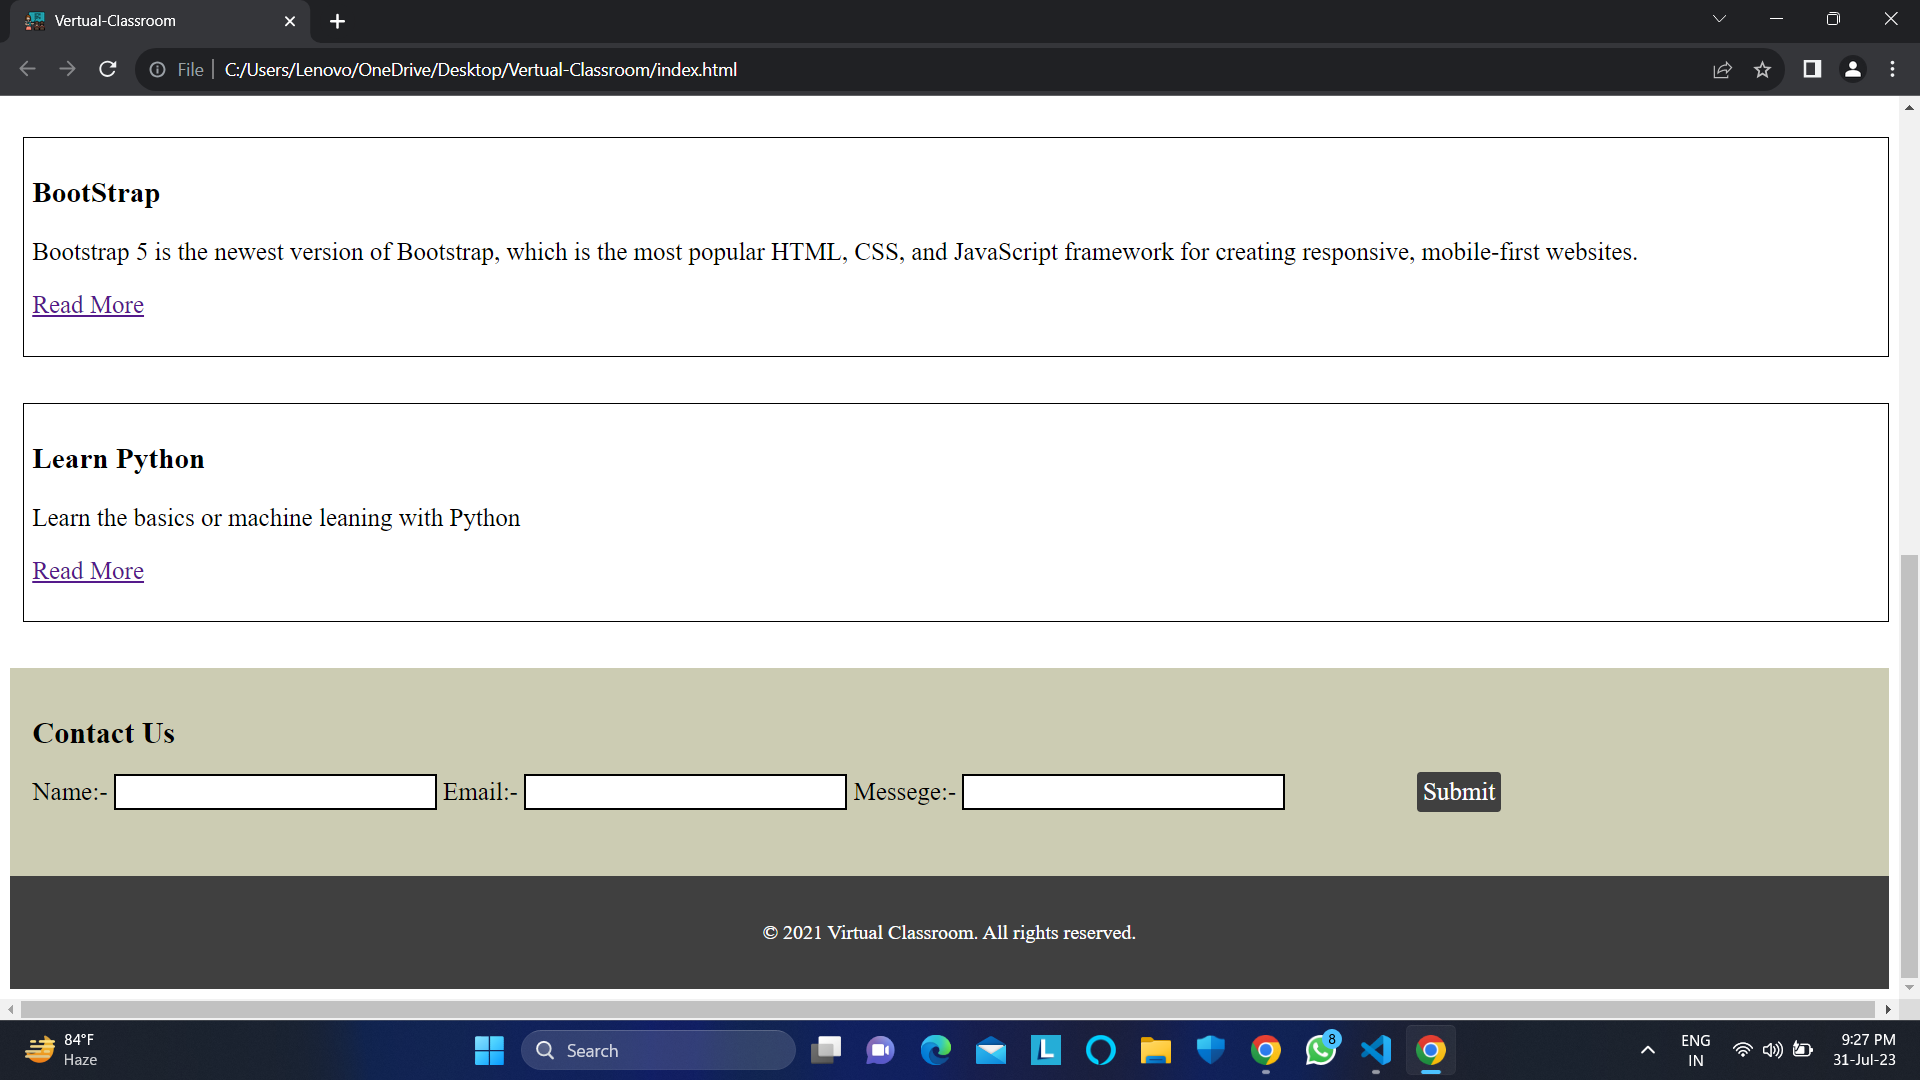 Vertual-Classroom
File
C:/Users/Lenovo/OneDrive/Desktop/Vertual-Classroom/index.html
BootStrap
Bootstrap 5 is the newest version of Bootstrap, which is the most popular HTML, CSS, and JavaScript framework for creating responsive, mobile-first websites.
Read More
Learn Python
Learn the basics or machine leaning with Python
Read More
Contact Us
Name:- Email:- Messege:- Submit
© 2021 Virtual Classroom. All rights reserved.
84°F
Haze
Search
L
8
ENG
IN
9:27 PM
31-Jul-23